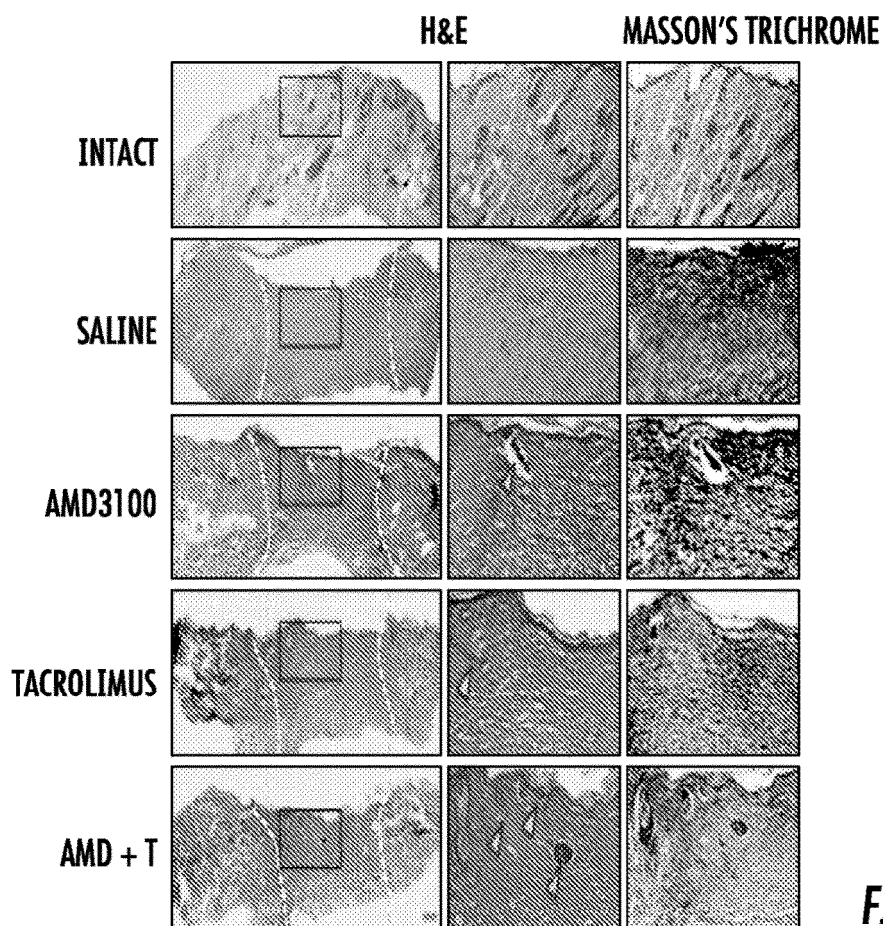 H&E MASSON'S TRICHROME
INTACT
SALINE
AMD3100
TACROLIMUS
AMD + T